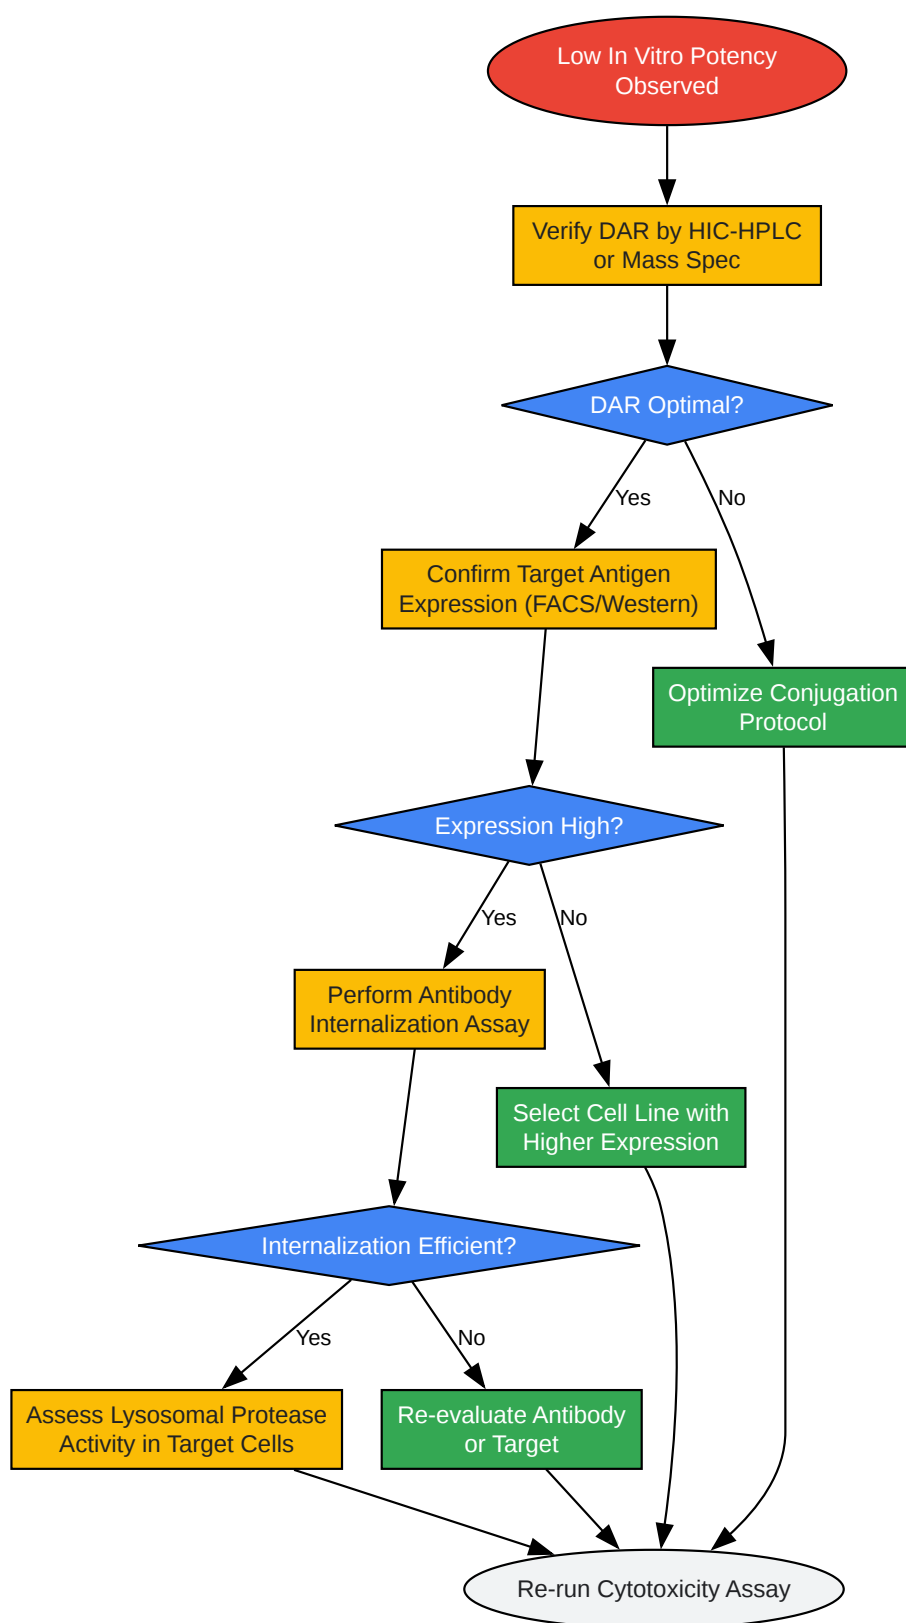 Low In Vitro Potency
Observed
Verify DAR by HIC-HPLC
or Mass Spec
DAR Optimal?
Yes
No
Confirm Target Antigen
Expression (FACS/Western)
Optimize Conjugation
Protocol
Expression High?
Yes
No
Perform Antibody
Internalization Assay
Select Cell Line with
Higher Expression
Internalization Efficient?
Yes
No
Assess Lysosomal Protease
Activity in Target Cells
Re-evaluate Antibody
or Target
Re-run Cytotoxicity Assay